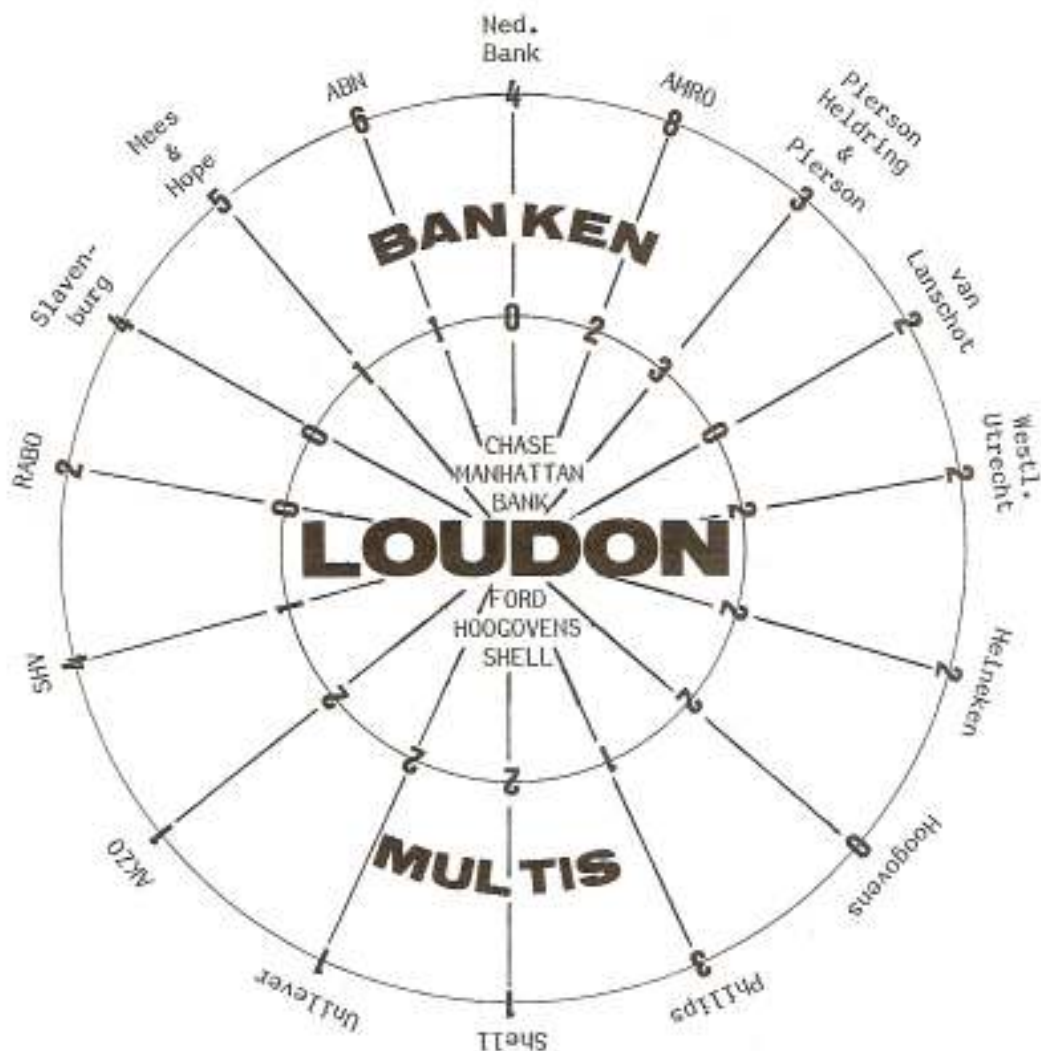 Ned.
Bank
4
ABN
6
AMRO
8
Mees
&
Hope
5
Pierson
Heldring
&
Pierson
3
Slaven-
burg
4
van
Lanschot
2
RABO
2
Westl.
Utrecht
2
BANKEN
1
0
2
1
3
0
0
0
2
CHASE
MANHATTAN
BANK
LOUDON
FORD
HOOGOVENS
SHELL
1
2
2
2
2
2
1
MULTIS
SHV
4
Heineken
2
AKZO
1
Hoogovens
0
Unilever
1
Shell
1
Philips
3